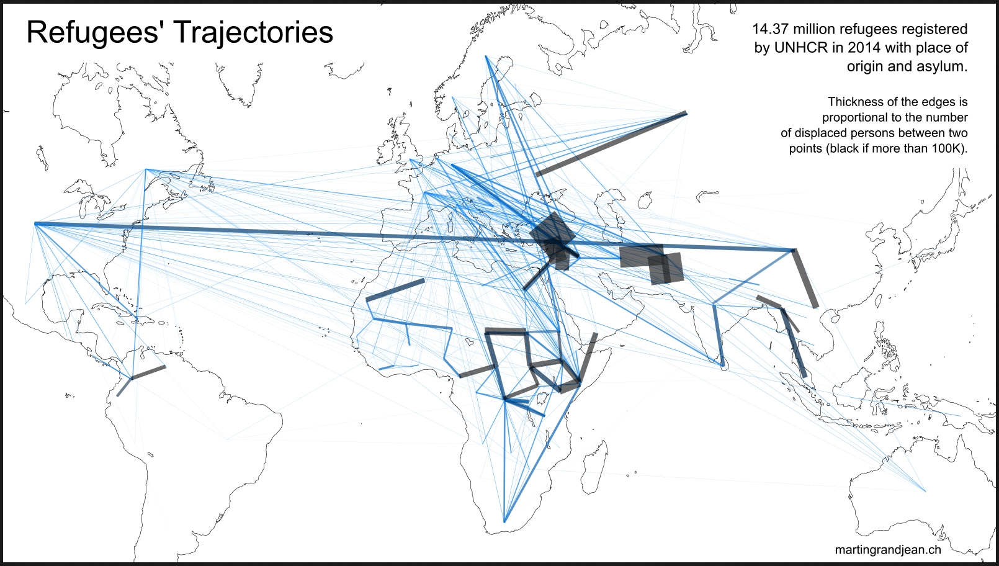 Refugees' Trajectories
14.37 million refugees registered
by UNHCR in 2014 with place of
origin and asylum.
Thickness of the edges is
proportional to the number
of displaced persons between two
points (black if more than 100K).
martingrandjean.ch